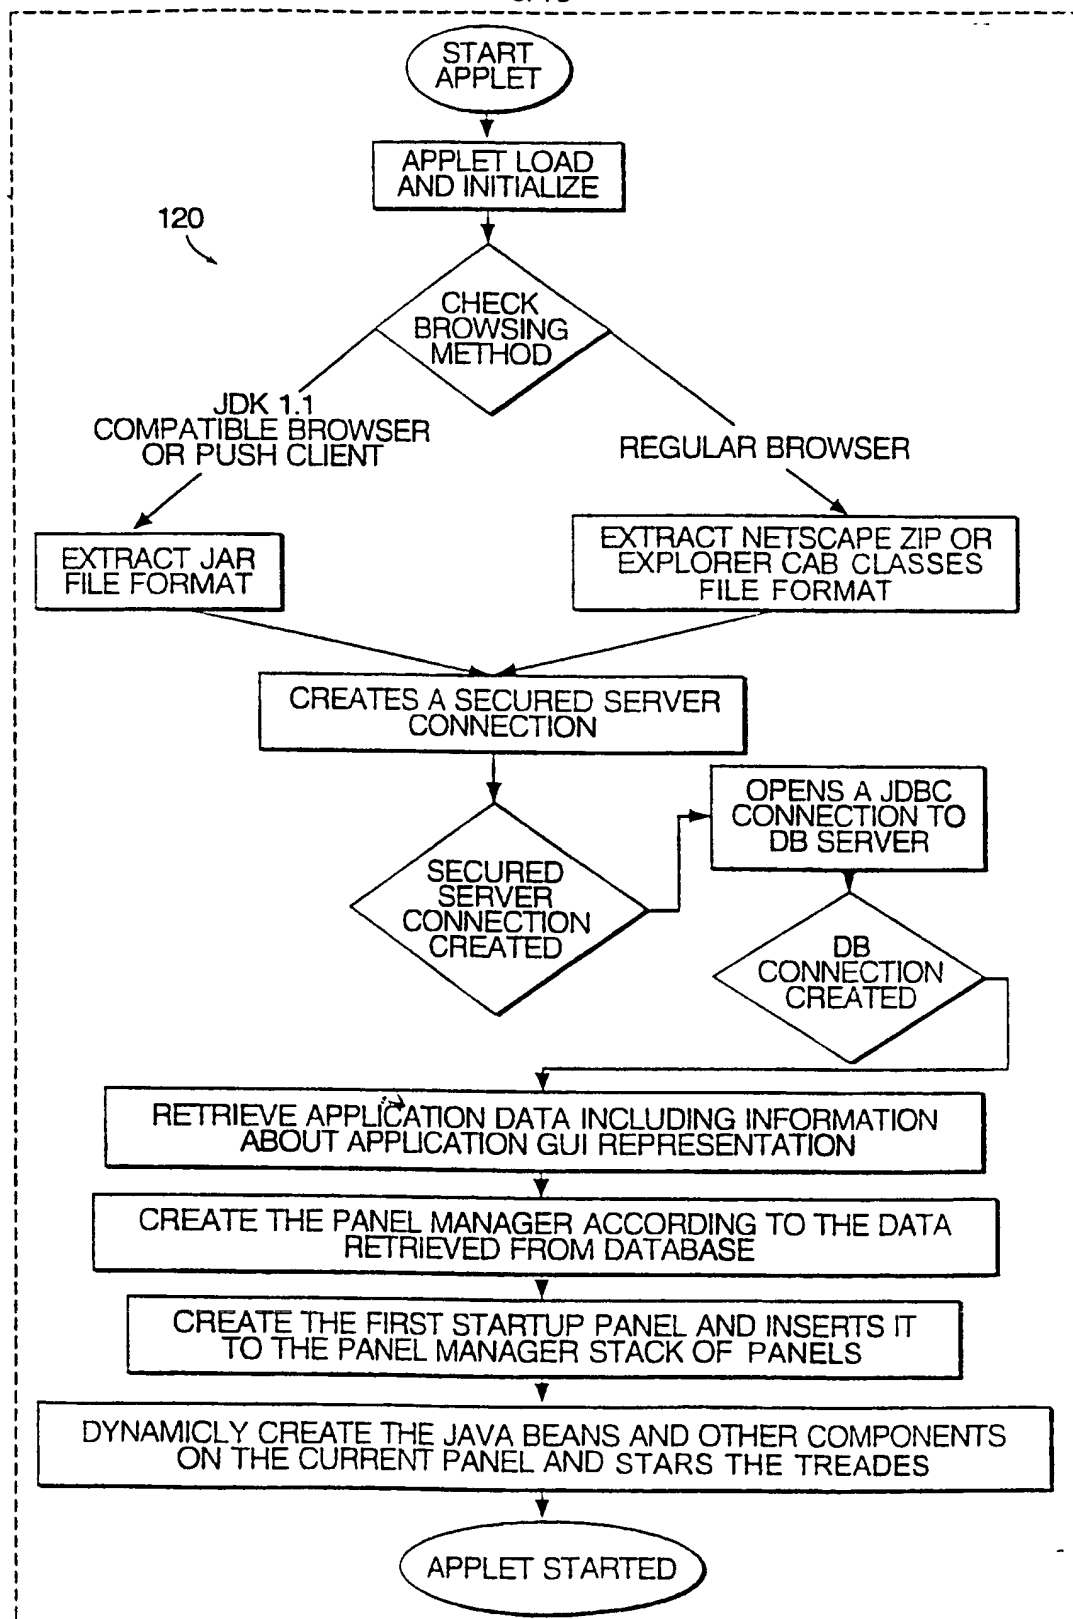 START
APPLET
APPLET LOAD
AND INITIALIZE
120
CHECK
BROWSING
METHOD
JDK 1.1
COMPATIBLE BROWSER
OR PUSH CLIENT
REGULAR BROWSER
EXTRACT JAR
FILE FORMAT
EXTRACT NETSCAPE ZIP OR
EXPLORER CAB CLASSES
FILE FORMAT
CREATES A SECURED SERVER
CONNECTION
OPENS A JDBC
CONNECTION TO
DB SERVER
SECURED
SERVER
CONNECTION
CREATED
DB
CONNECTION
CREATED
RETRIEVE APPLICATION DATA INCLUDING INFORMATION
ABOUT APPLICATION GUI REPRESENTATION
CREATE THE PANEL MANAGER ACCORDING TO THE DATA
RETRIEVED FROM DATABASE
CREATE THE FIRST STARTUP PANEL AND INSERTS IT
TO THE PANEL MANAGER STACK OF PANELS
DYNAMICLY CREATE THE JAVA BEANS AND OTHER COMPONENTS
ON THE CURRENT PANEL AND STARS THE TREADES
APPLET STARTED